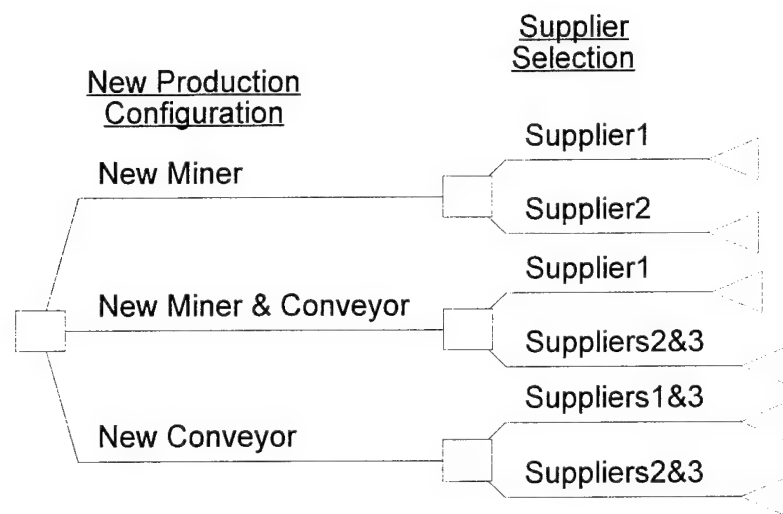 Supplier
Selection
New Production
Configuration
Supplier1
New Miner
Supplier2
Supplier1
New Miner & Conveyor
Suppliers2&3
Suppliers1&3
New Conveyor
Suppliers2&3